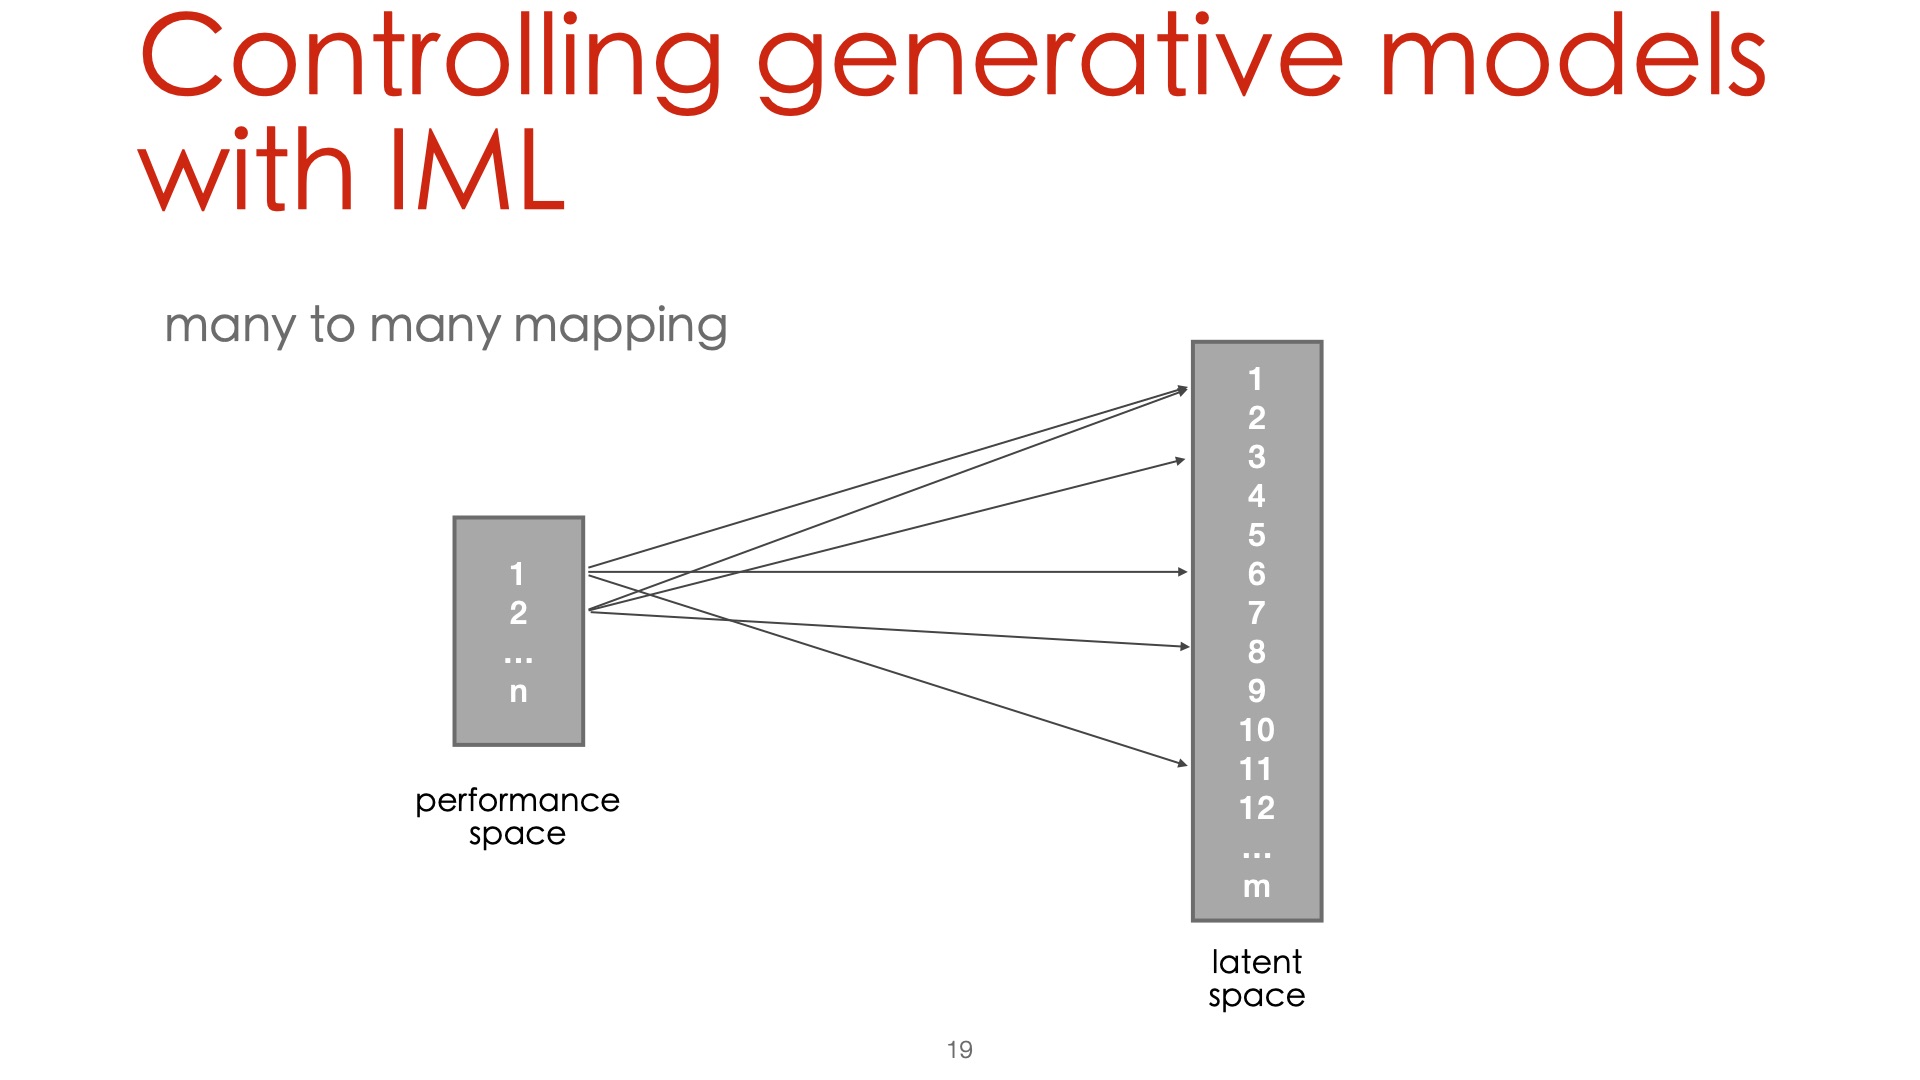 Controlling generative models
with IML
many to many mapping
1
2
...
n
performance
space
1
2
3
4
5
6
7
8
9
10
11
12
...
m
latent
space
19